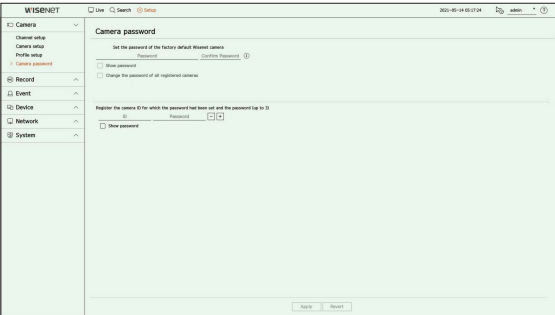 WISENET
Live Search Setup 2021-05-14 05:17:24 admin ?
Camera
Channel setup
Camera setup
Profile setup
Camera password
Record
Event
Device
Network
System
Camera password
Set the password of the factory default Wisenet camera
Password Confirm Password
Show password
Change the password of all registered cameras
Register the camera ID for which the password had been set and the password (up to 3)
ID Password - +
Show password
Apply Revert